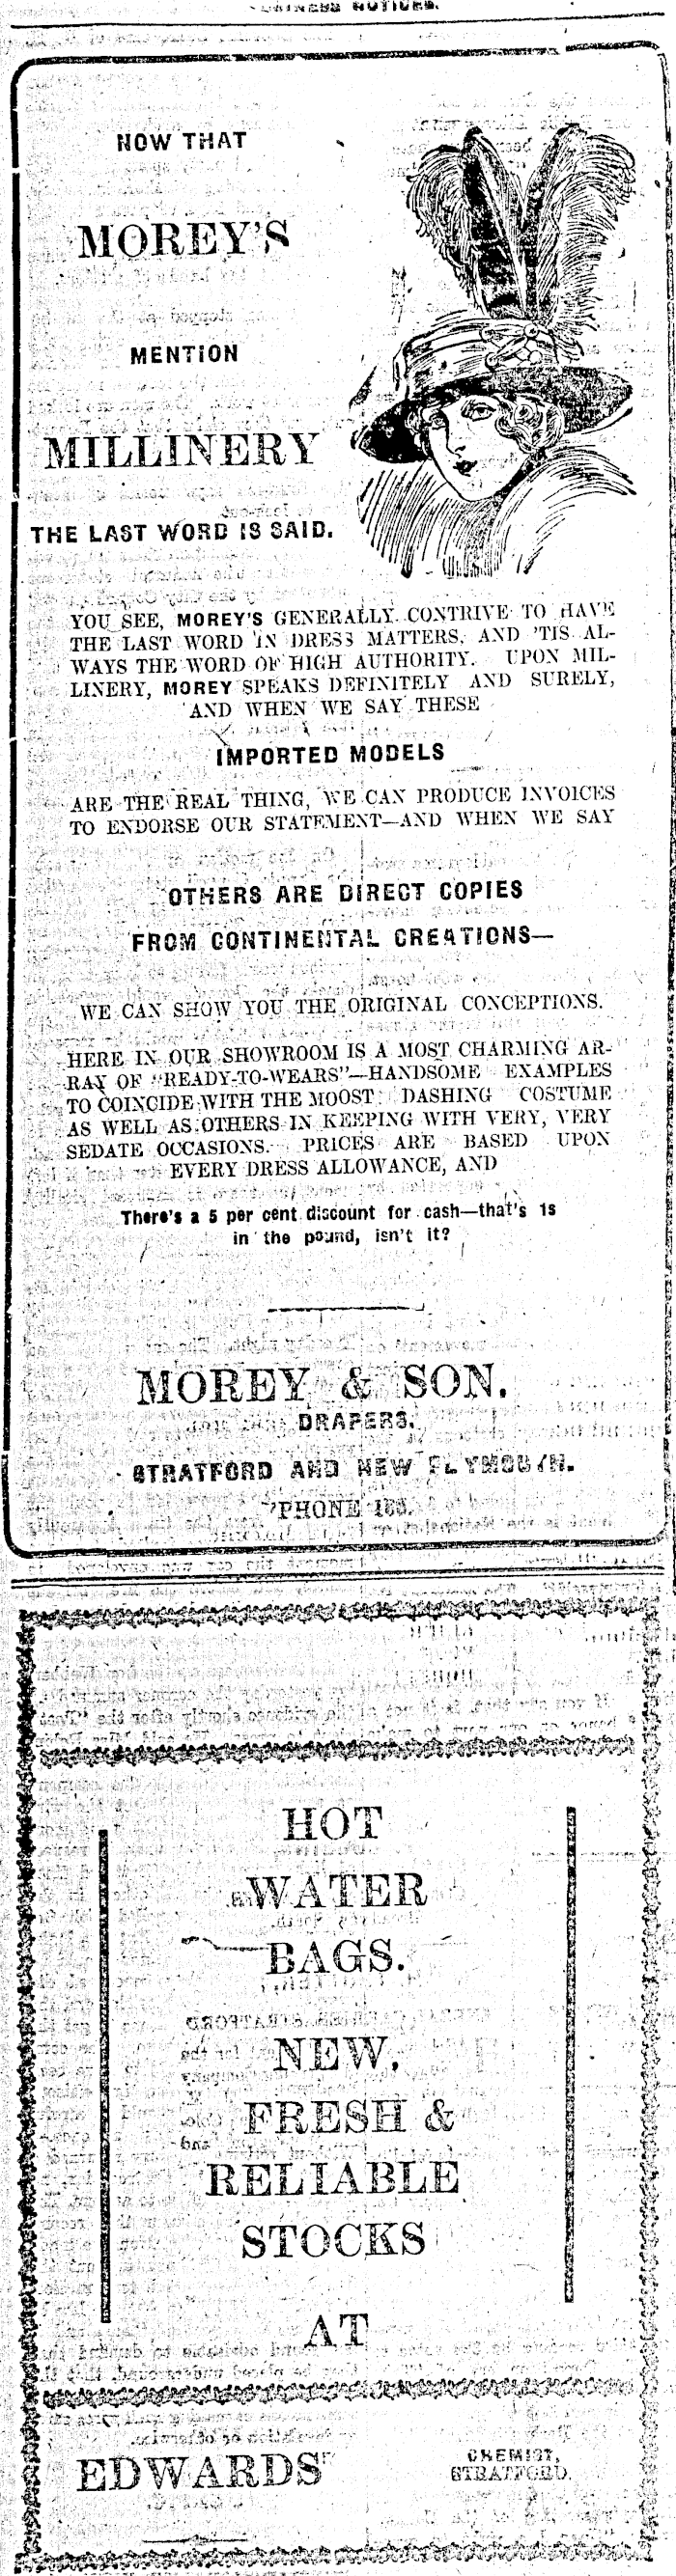 BUSINESS NOTICES.
NOW THAT
MOREY'S
MENTION
MILLINERY
THE LAST WORD IS SAID.
YOU SEE, MOREY'S GENERALLY CONTRIVE TO HAVE
THE LAST WORD IN DRESS MATTERS, AND 'TIS AL-
WAYS THE WORD OF HIGH AUTHORITY. UPON MIL-
LINERY, MOREY SPEAKS DEFINITELY AND SURELY,
AND WHEN WE SAY THESE
IMPORTED MODELS
ARE THE REAL THING, WE CAN PRODUCE INVOICES
TO ENDORSE OUR STATEMENT—AND WHEN WE SAY
OTHERS ARE DIRECT COPIES
FROM CONTINENTAL CREATIONS—
WE CAN SHOW YOU THE ORIGINAL CONCEPTIONS.
HERE IN OUR SHOWROOM IS A MOST CHARMING AR-
RAY OF "READY-TO-WEARS"—HANDSOME EXAMPLES
TO COINCIDE WITH THE MOOST DASHING COSTUME
AS WELL AS OTHERS IN KEEPING WITH VERY, VERY
SEDATE OCCASIONS. PRICES ARE BASED UPON
EVERY DRESS ALLOWANCE, AND
There's a 5 per cent discount for cash—that's 1s
in the pound, isn't it?
MOREY & SON.
DRAPERS,
STRATFORD AND NEW PLYMOUTH.
'PHONE
HOT
WATER
BAGS.
NEW,
FRESH &
RELIABLE
STOCKS
AT
EDWARDS'
CHEMIST,
STRATFORD.